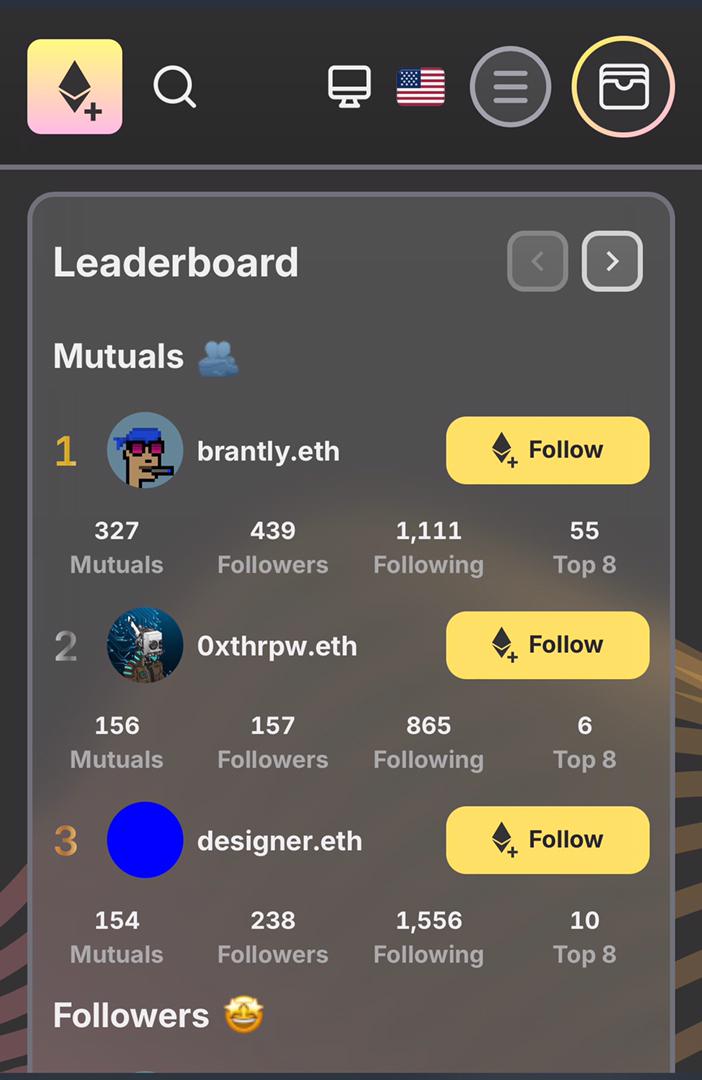 Leaderboard
Mutuals
1 brantly.eth Follow
327 439 1,111 55
Mutuals Followers Following Top 8
2 0xthrpw.eth Follow
156 157 865 6
Mutuals Followers Following Top 8
3 designer.eth Follow
154 238 1,556 10
Mutuals Followers Following Top 8
Followers